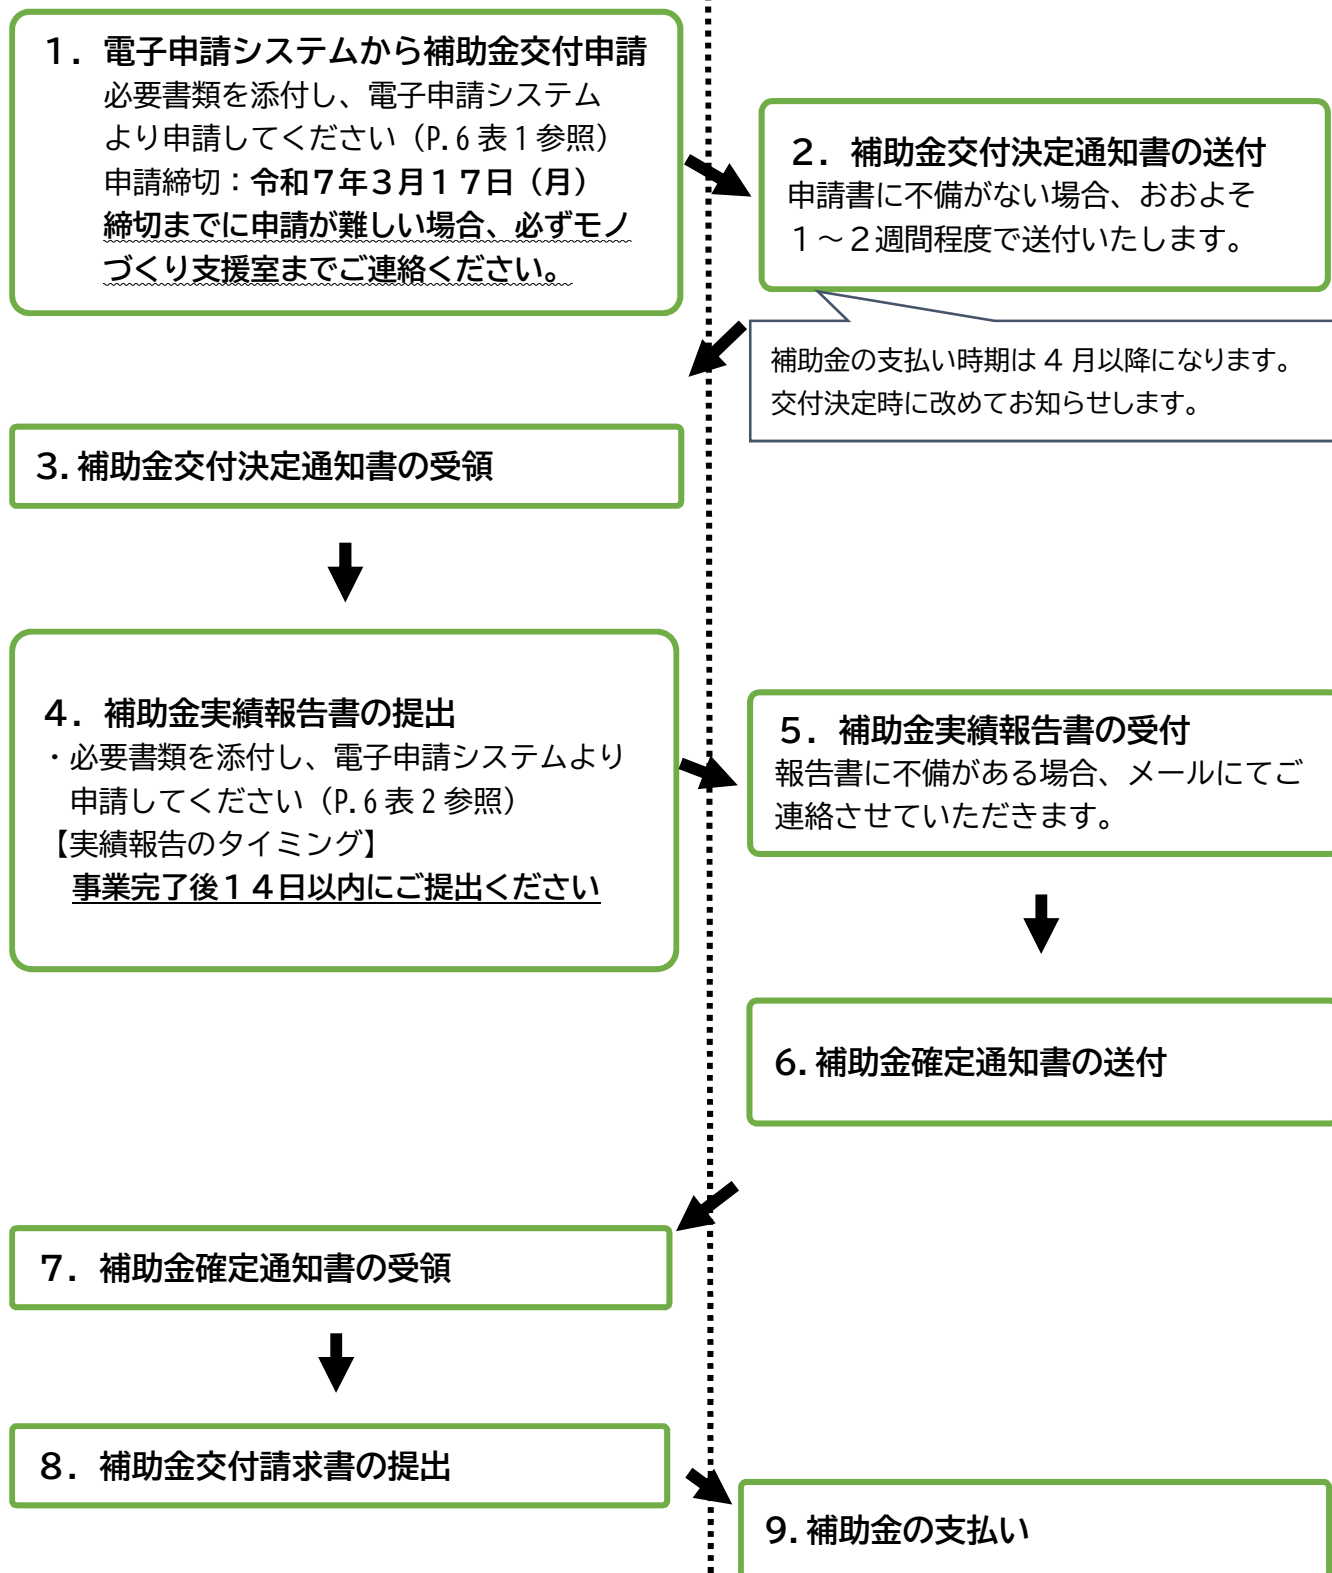 １．電子申請システムから補助金交付申請
必要書類を添付し、電子申請システム
より申請してください（P.6 表１参照）
申請締切：令和７年３月１７日（月）
締切までに申請が難しい場合、必ずモノ
づくり支援室までご連絡ください。
２．補助金交付決定通知書の送付
申請書に不備がない場合、おおよそ
１～２週間程度で送付いたします。
補助金の支払い時期は 4 月以降になります。
交付決定時に改めてお知らせします。
3.補助金交付決定通知書の受領
４．補助金実績報告書の提出
・必要書類を添付し、電子申請システムより
申請してください（P.6 表２参照）
【実績報告のタイミング】
事業完了後１４日以内にご提出ください
５．補助金実績報告書の受付
報告書に不備がある場合、メールにてご
連絡させていただきます。
6.補助金確定通知書の送付
７．補助金確定通知書の受領
８．補助金交付請求書の提出
9.補助金の支払い